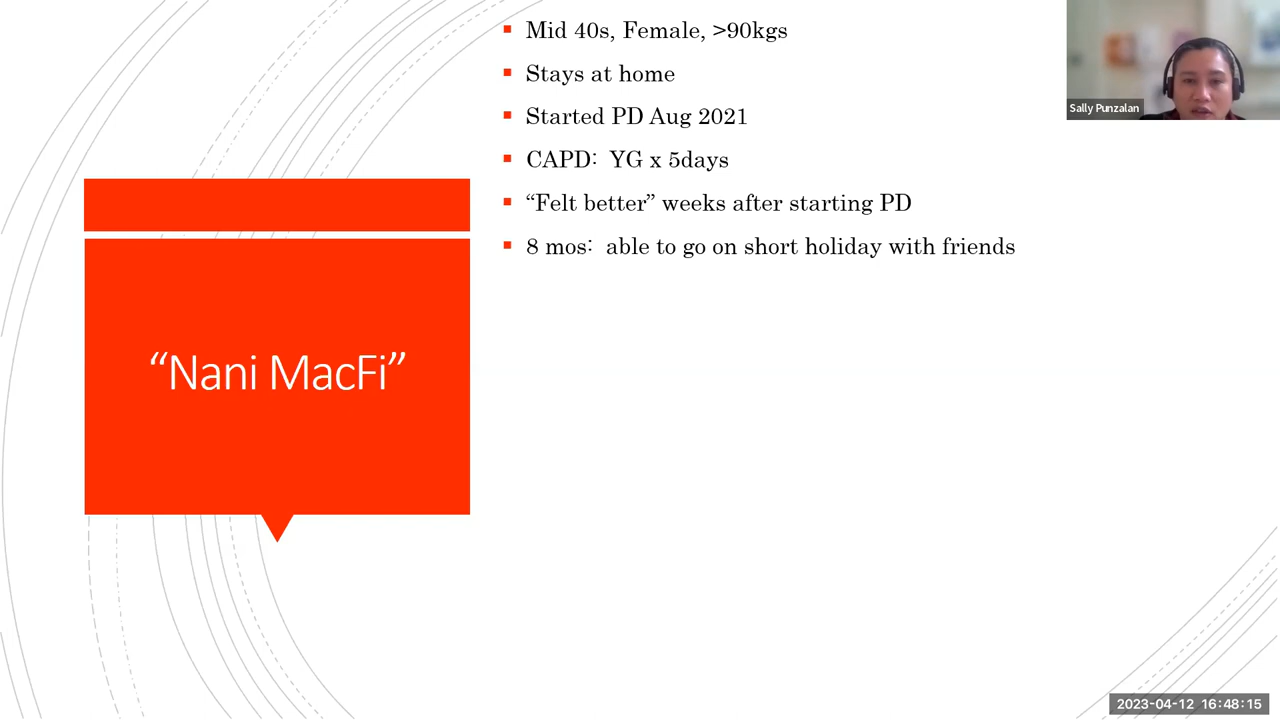 Mid 40s, Female, >90kgs
Stays at home
Started PD Aug 2021
CAPD:  YG x 5days
“Felt better” weeks after starting PD
8 mos:  able to go on short holiday with friends
“Nani MacFi”
Sally Punzalan
2023-04-12 16:48:15